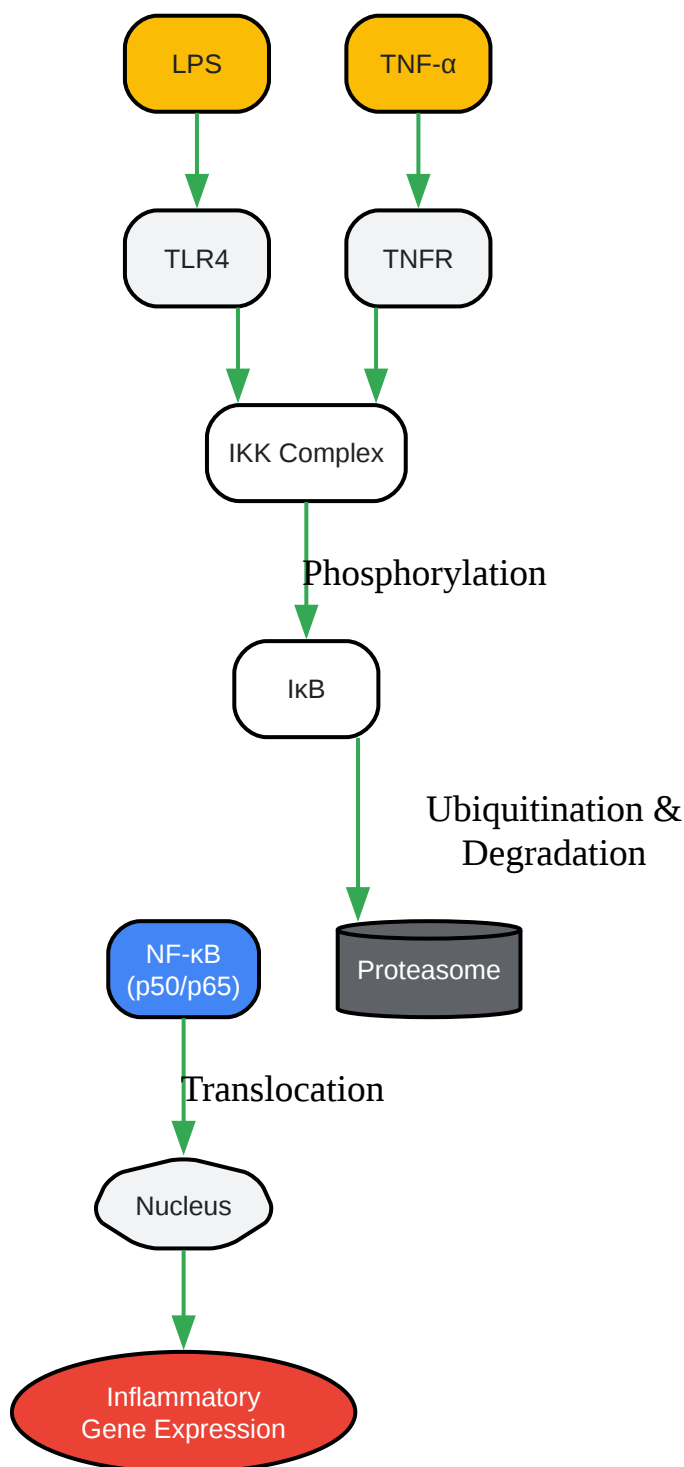 LPS
TNF-α
TLR4
TNFR
IKK Complex
Phosphorylation
IκB
Ubiquitination &
Degradation
NF-κB
(p50/p65)
Proteasome
Translocation
Nucleus
Inflammatory
Gene Expression